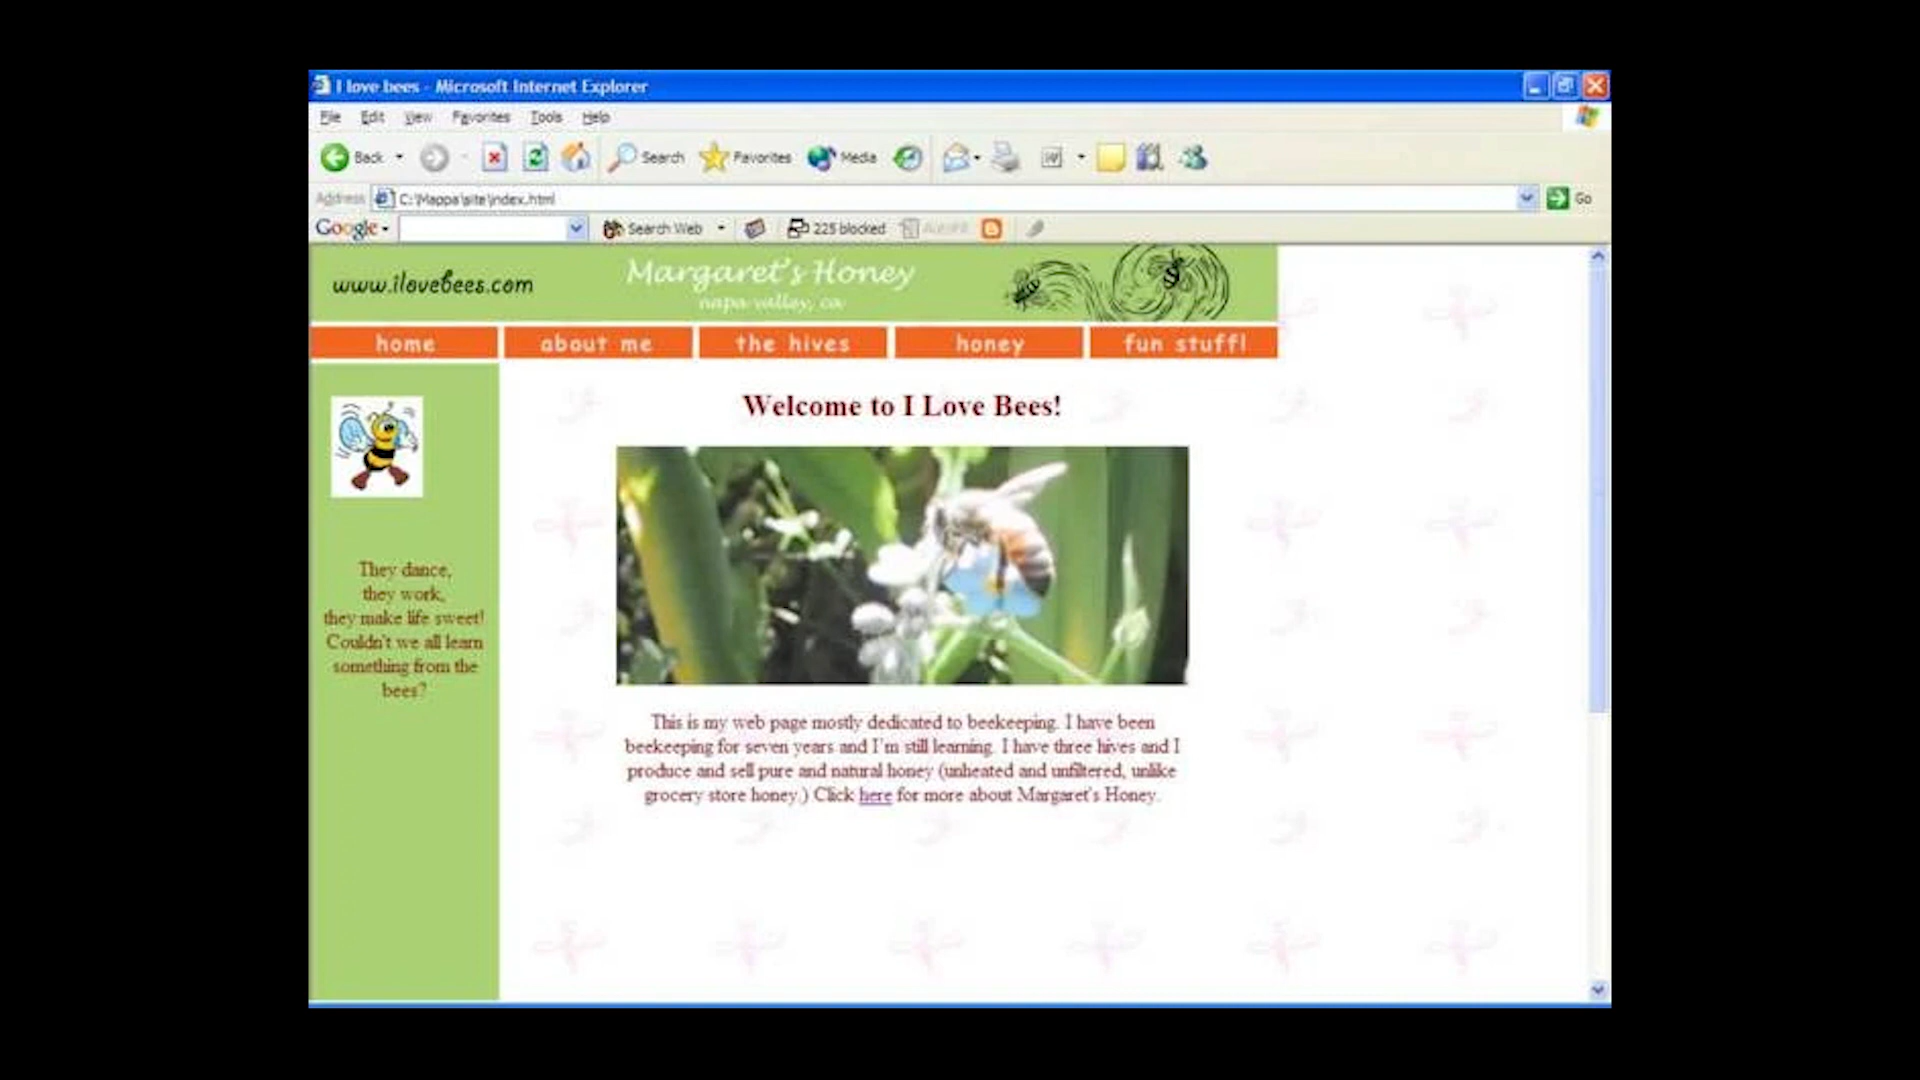 I love bees - Microsoft Internet Explorer
File Edit View Favorites Tools Help
Back Search Favorites Media
Address C:\Mappa\site\index.html Go
Google Search Web 225 blocked AutoFill
www.ilovebees.com
Margaret's Honey
napa valley, ca
home about me the hives honey fun stuff!
Welcome to I Love Bees!
They dance,
they work,
they make life sweet!
Couldn't we all learn
something from the
bees?
This is my web page mostly dedicated to beekeeping. I have been
beekeeping for seven years and I'm still learning. I have three hives and I
produce and sell pure and natural honey (unheated and unfiltered, unlike
grocery store honey.) Click here for more about Margaret's Honey.